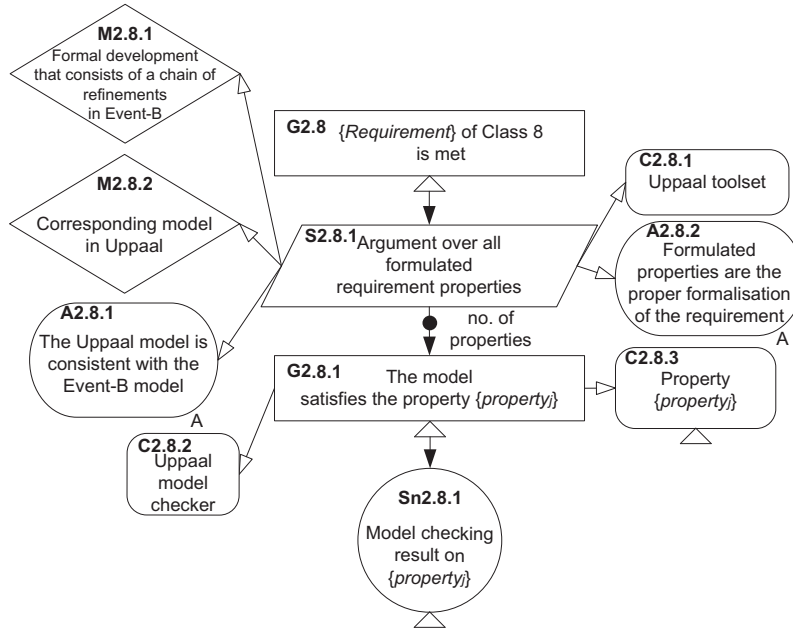 M2.8.1
Formal development
that consists of a chain of
refinements
in Event-B
G2.8
{Requirement} of Class 8
is met
C2.8.1
Uppaal toolset
M2.8.2
Corresponding model
in Uppaal
S2.8.1
Argument over all
formulated
requirement properties
A2.8.2
Formulated
properties are the
proper formalisation
of the requirement
A
no. of
properties
A2.8.1
The Uppaal model is
consistent with the
Event-B model
A
G2.8.1
The model
satisfies the property {propertyj}
C2.8.3
Property
{propertyj}
C2.8.2
Uppaal
model
checker
Sn2.8.1
Model checking
result on
{propertyj}